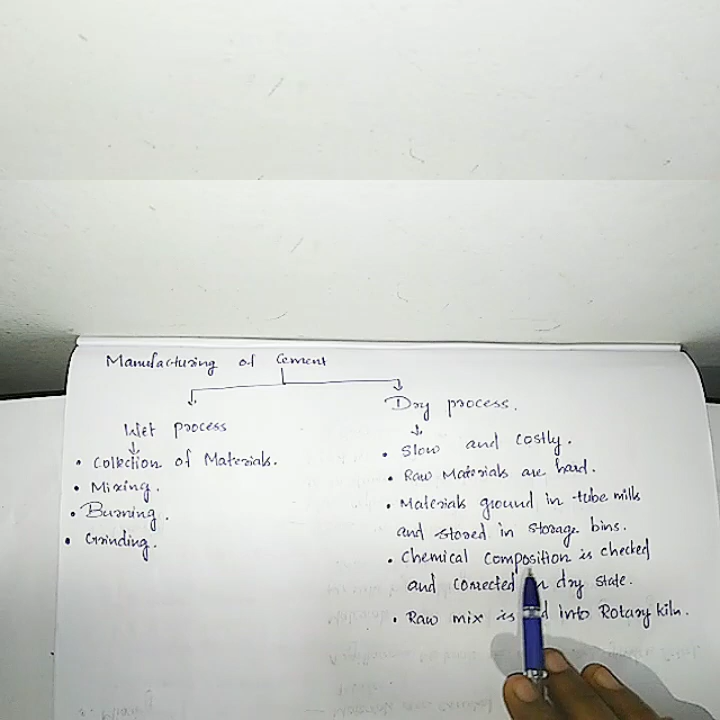 Manufacturing of Cement
Wet process
• Collection of Materials.
• Mixing.
• Burning.
• Grinding.
Dry process.
• Slow and costly.
• Raw Materials are hard.
• Materials ground in tube mills
and stored in storage bins.
• Chemical composition is checked
and corrected in dry state.
• Raw mix is into Rotary kiln.